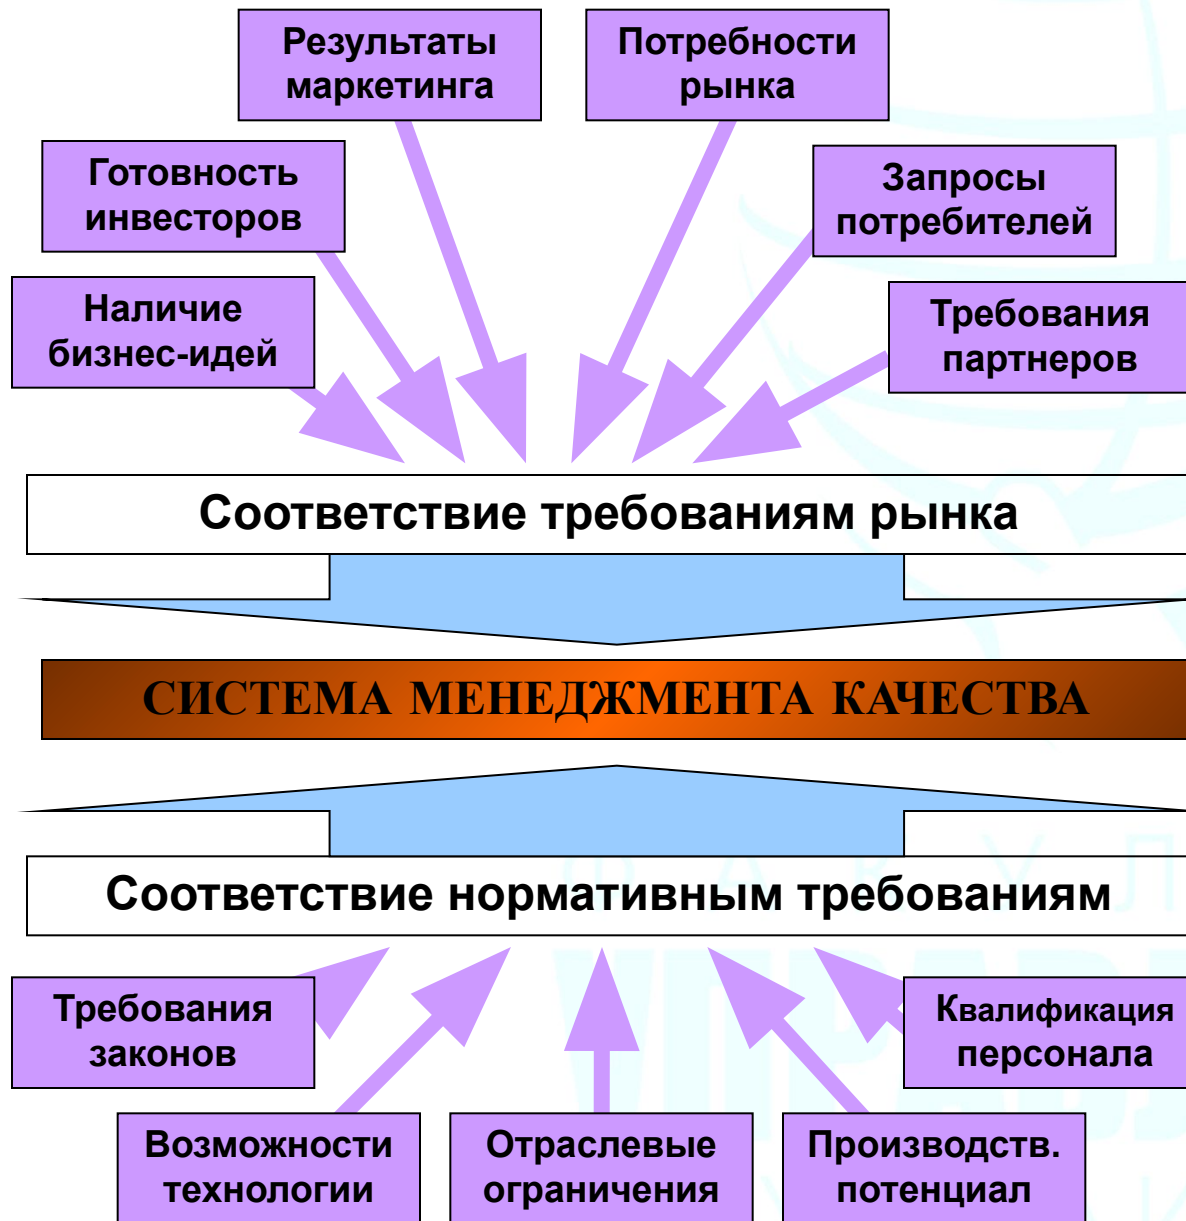 Результаты
маркетинга
Потребности
рынка
Готовность
инвесторов
Запросы
потребителей
Наличие
бизнес-идей
Требования
партнеров
Соответствие требованиям рынка
СИСТЕМА МЕНЕДЖМЕНТА КАЧЕСТВА
Соответствие нормативным требованиям
Требования
законов
Квалификация
персонала
Возможности
технологии
Отраслевые
ограничения
Производств.
потенциал